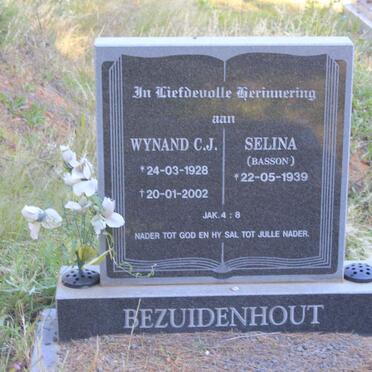 In Liefdevolle Herinnering
aan
WYNAND C.J.
*24-03-1928
†20-01-2002
SELINA
(BASSON)
*22-05-1939
JAK. 4 : 8
NADER TOT GOD EN HY SAL TOT JULLE NADER.
BEZUIDENHOUT